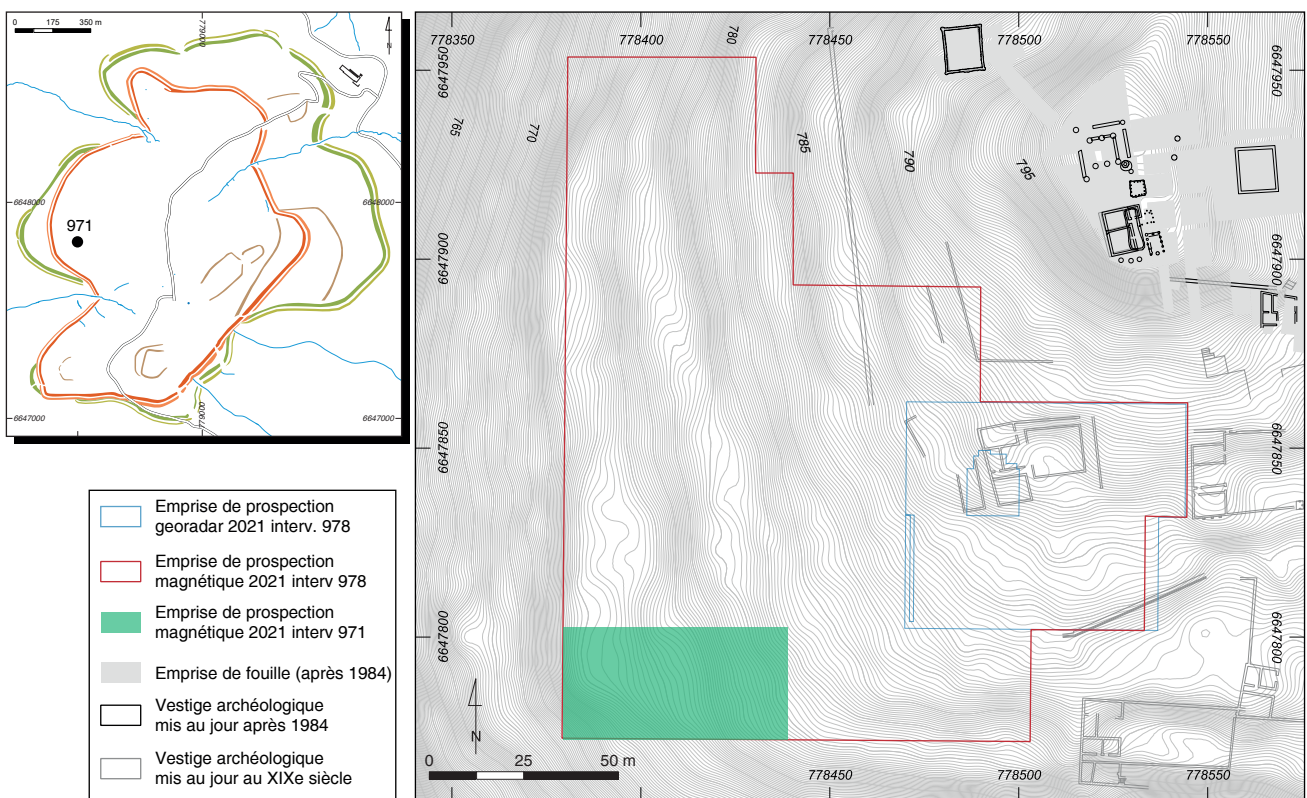 0 175 350 m
N
779000
971
6648000
6648000
6647000
6647000
779000
Emprise de prospection
georadar 2021 interv. 978
Emprise de prospection
magnétique 2021 interv 978
Emprise de prospection
magnétique 2021 interv 971
Emprise de fouille (après 1984)
Vestige archéologique
mis au jour après 1984
Vestige archéologique
mis au jour au XIXe siècle
778350
778400
780
778450
778500
778550
6647950
6647950
765
770
785
790
795
6647900
6647900
6647850
6647850
6647800
6647800
N
0 25 50 m
778450
778500
778550